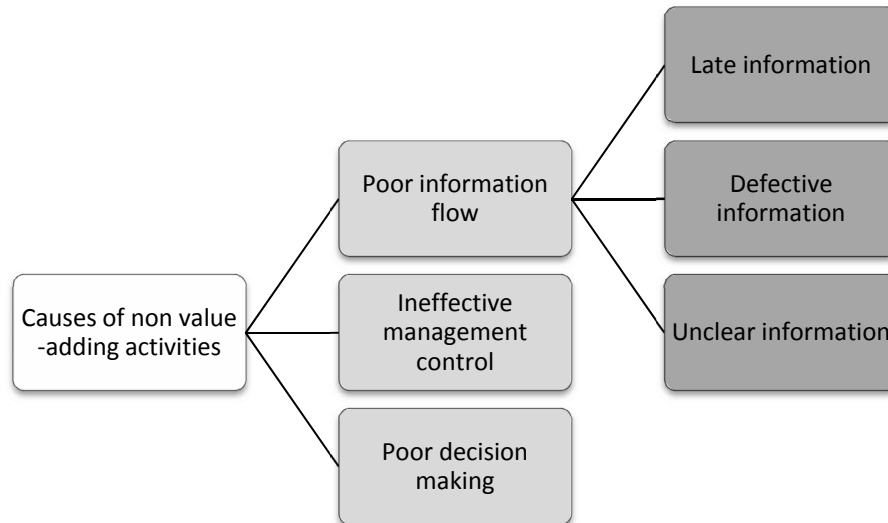 Causes of non value
-adding activities
Poor information
flow
Ineffective
management
control
Poor decision
making
Late information
Defective
information
Unclear information